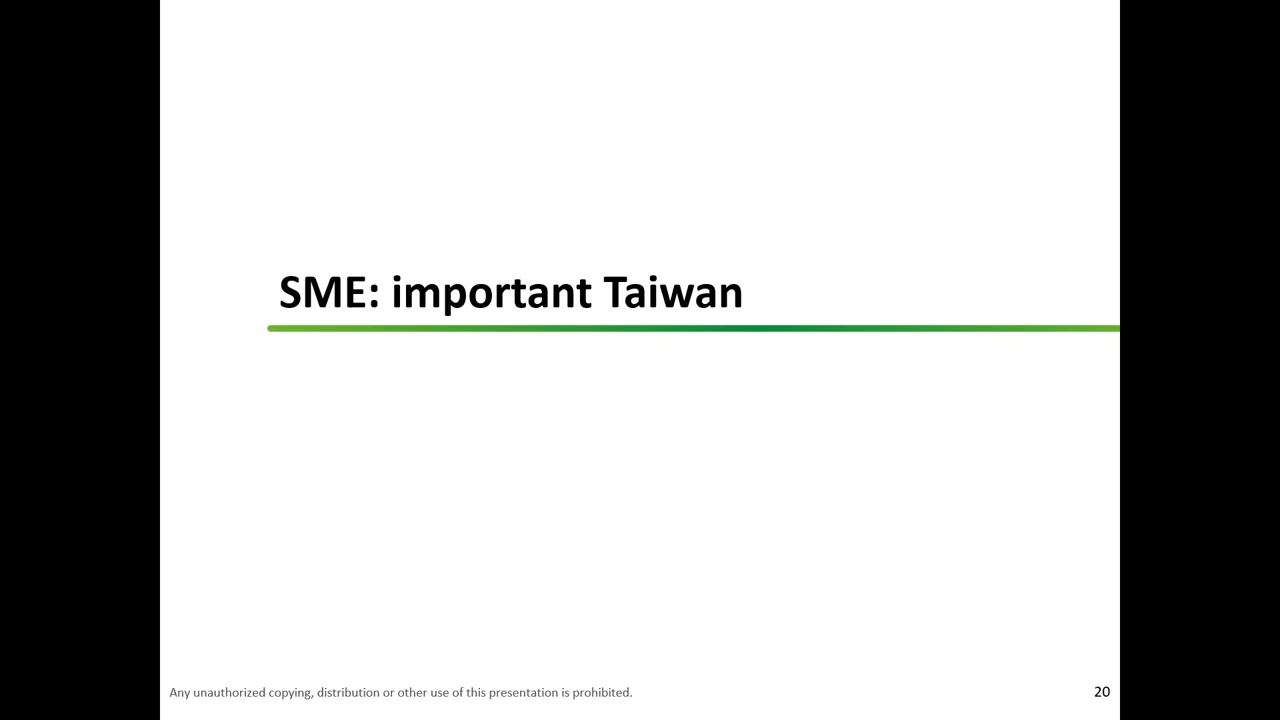 SME: important Taiwan
Any unauthorized copying, distribution or other use of this presentation is prohibited.
20